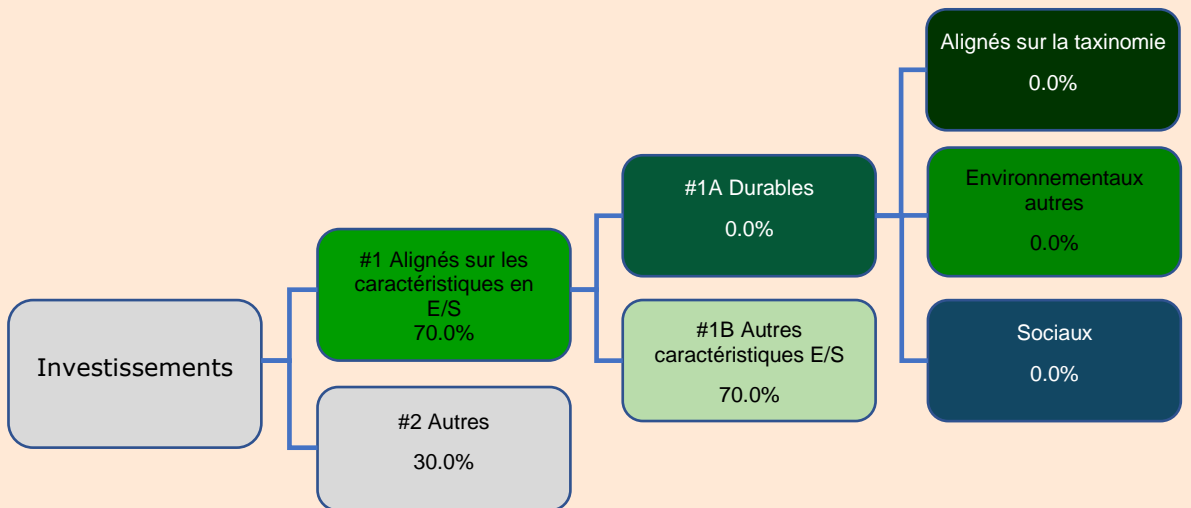 Investissements
#1 Alignés sur les
caractéristiques en
E/S
70.0%
#2 Autres
30.0%
#1A Durables
0.0%
#1B Autres
caractéristiques E/S
70.0%
Alignés sur la taxinomie
0.0%
Environnementaux
autres
0.0%
Sociaux
0.0%